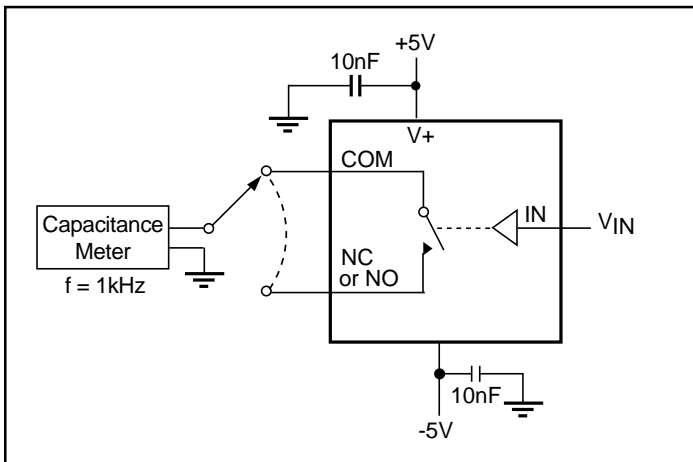 +5V
10nF
V+
COM
IN
VIN
Capacitance
Meter
f = 1kHz
NC
or NO
10nF
-5V